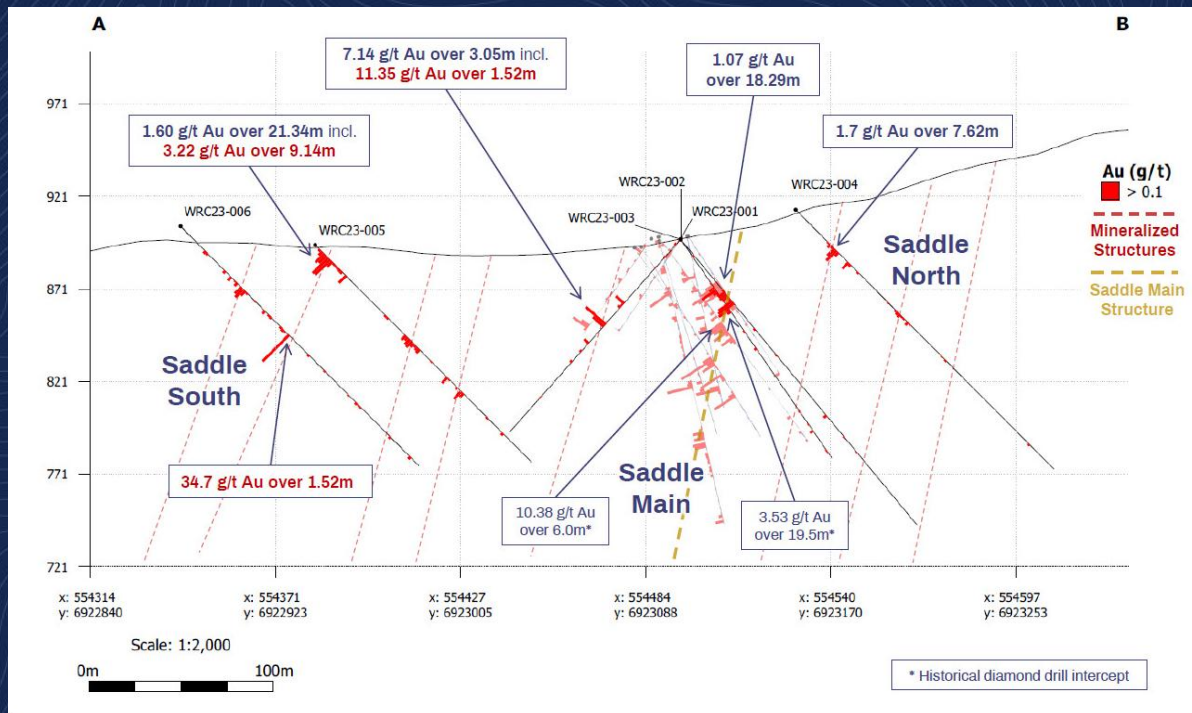 A
B
7.14 g/t Au over 3.05m incl.
11.35 g/t Au over 1.52m
1.07 g/t Au
over 18.29m
1.60 g/t Au over 21.34m incl.
3.22 g/t Au over 9.14m
1.7 g/t Au over 7.62m
971
921
871
821
771
721
WRC23-006
WRC23-005
WRC23-003
WRC23-002
WRC23-001
WRC23-004
Au (g/t)
> 0.1
Mineralized
Structures
Saddle Main
Structure
Saddle
North
Saddle
South
Saddle
Main
34.7 g/t Au over 1.52m
10.38 g/t Au
over 6.0m*
3.53 g/t Au
over 19.5m*
x: 554314
y: 6922840
x: 554371
y: 6922923
x: 554427
y: 6923005
x: 554484
y: 6923088
x: 554540
y: 6923170
x: 554597
y: 6923253
Scale: 1:2,000
0m
100m
* Historical diamond drill intercept